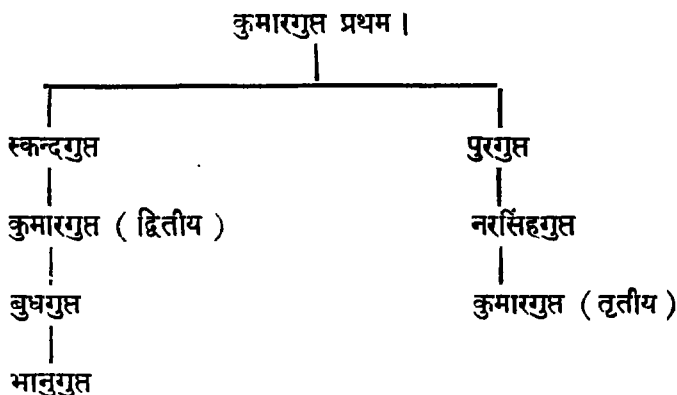 कुमारगुप्त प्रथम।
स्कन्दगुप्त पुरगुप्त
कुमारगुप्त ( द्वितीय ) नरसिंहगुप्त
बुधगुप्त कुमारगुप्त ( तृतीय )
भानुगुप्त